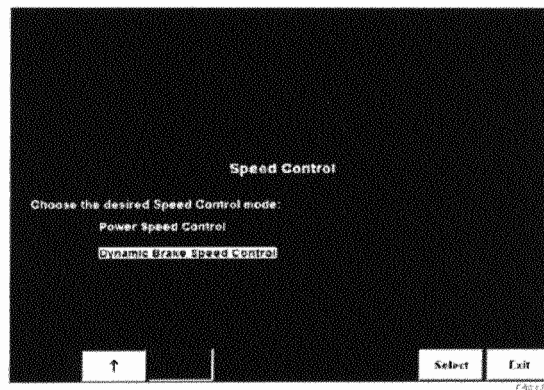 Speed Control
Choose the desired Speed Control mode:
Power Speed Control
Dynamic Brake Speed Control
↑ Select Exit